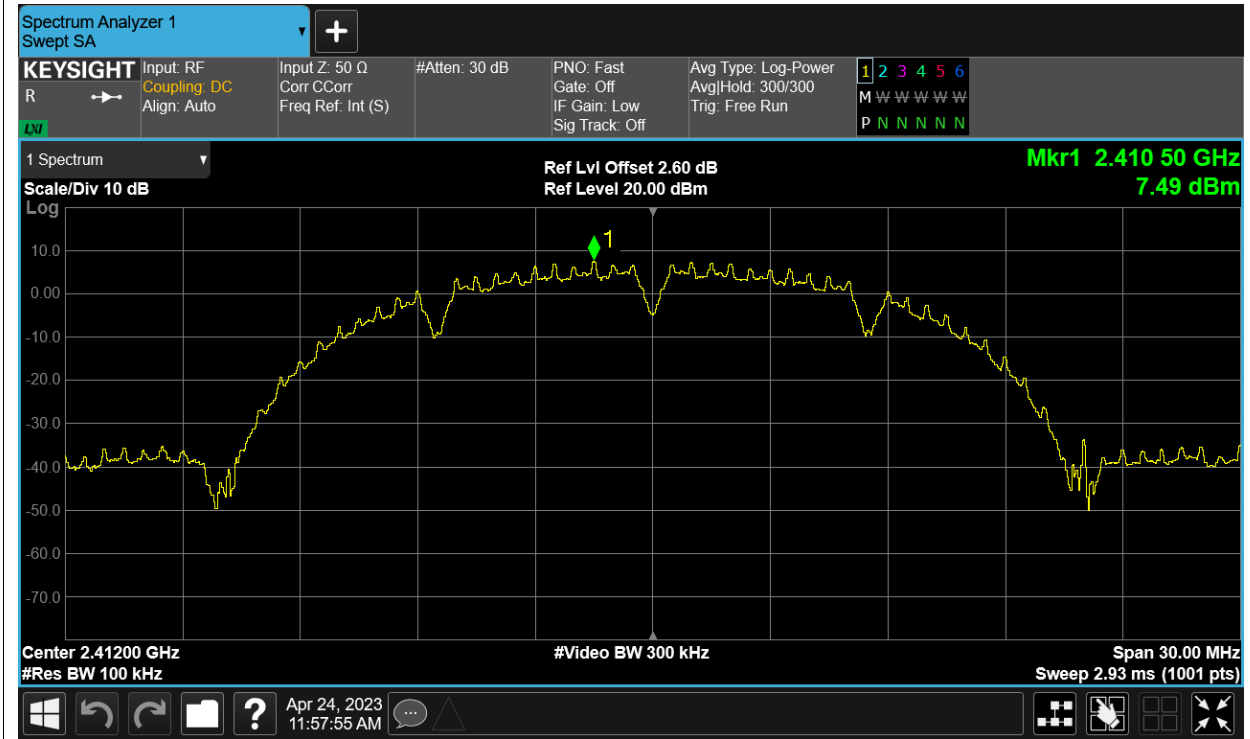 Spectrum Analyzer 1
Swept SA
+
KEYSIGHT
R
LXI
Input: RF
Coupling: DC
Align: Auto
Input Z: 50 Ω
Corr CCorr
Freq Ref: Int (S)
#Atten: 30 dB
PNO: Fast
Gate: Off
IF Gain: Low
Sig Track: Off
Avg Type: Log-Power
Avg|Hold: 300/300
Trig: Free Run
1 2 3 4 5 6
M W W W W W
P N N N N N
1 Spectrum
Scale/Div 10 dB
Log
Ref Lvl Offset 2.60 dB
Ref Level 20.00 dBm
Mkr1 2.410 50 GHz
7.49 dBm
1
10.0
0.00
-10.0
-20.0
-30.0
-40.0
-50.0
-60.0
-70.0
Center 2.41200 GHz
#Res BW 100 kHz
#Video BW 300 kHz
Span 30.00 MHz
Sweep 2.93 ms (1001 pts)
?
Apr 24, 2023
11:57:55 AM